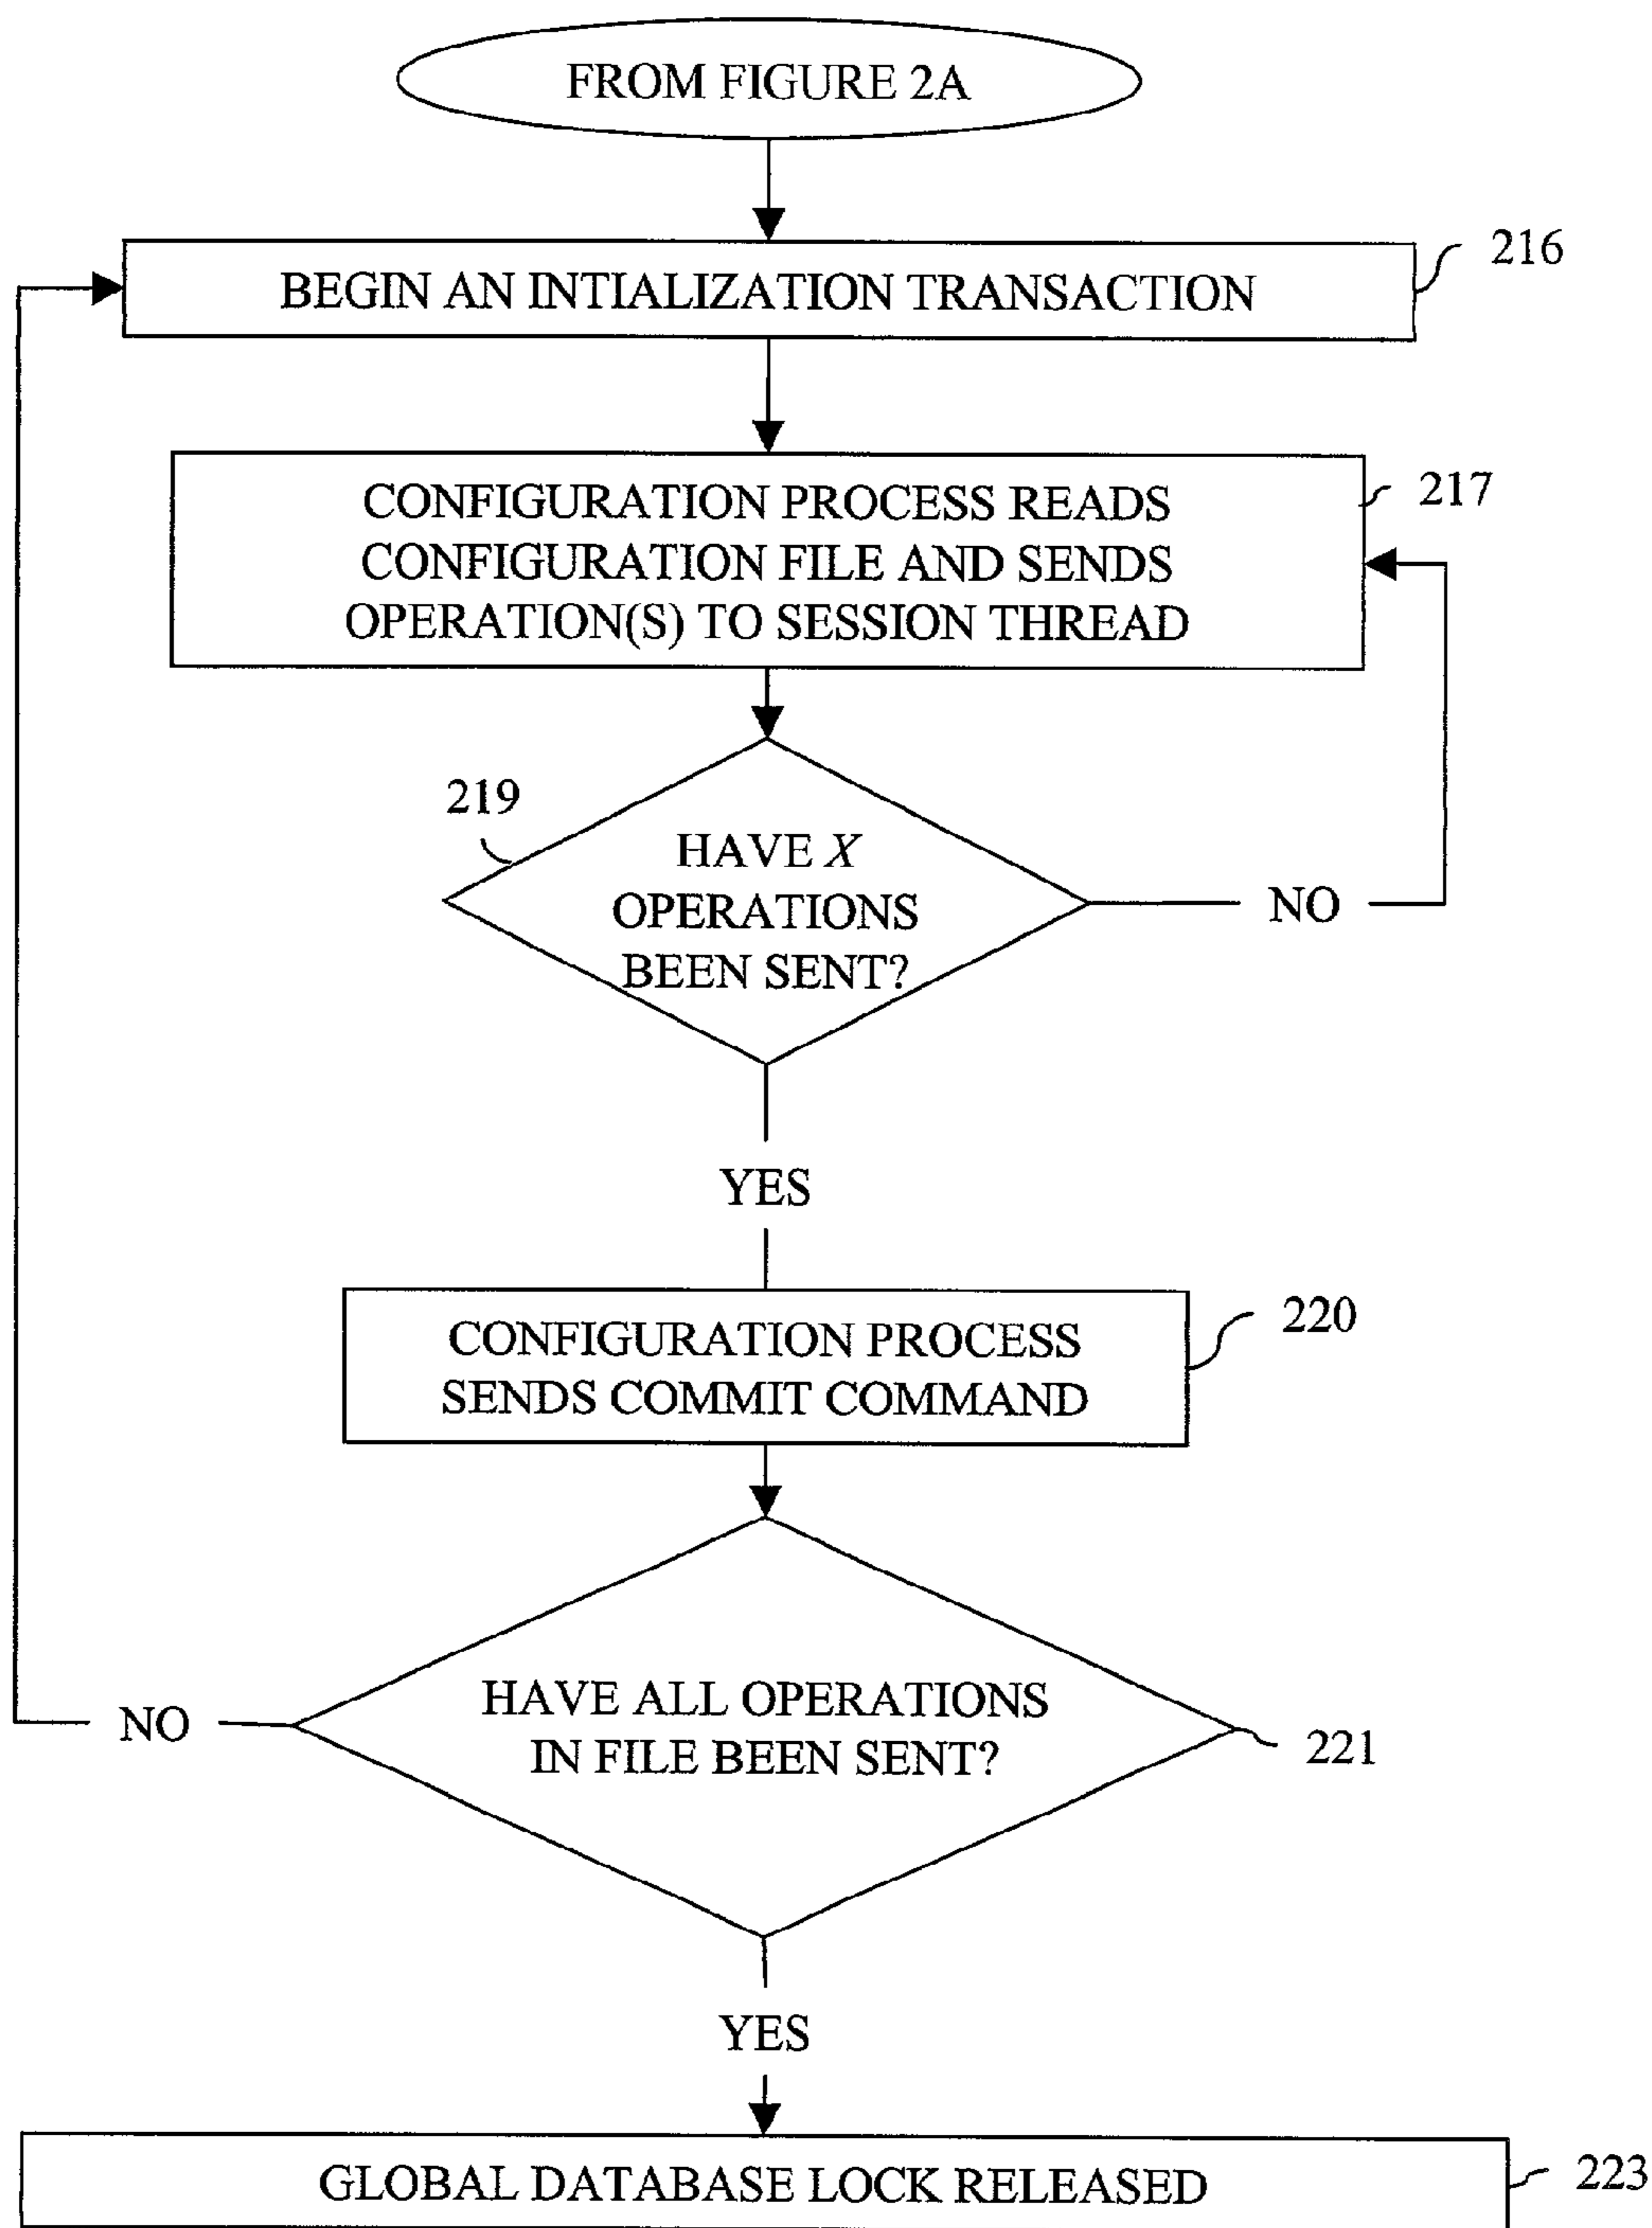 FROM FIGURE 2A
216
BEGIN AN INTIALIZATION TRANSACTION
217
CONFIGURATION PROCESS READS
CONFIGURATION FILE AND SENDS
OPERATION(S) TO SESSION THREAD
219
HAVE X
OPERATIONS
BEEN SENT?
NO
YES
220
CONFIGURATION PROCESS
SENDS COMMIT COMMAND
HAVE ALL OPERATIONS
IN FILE BEEN SENT?
NO
221
YES
GLOBAL DATABASE LOCK RELEASED
223